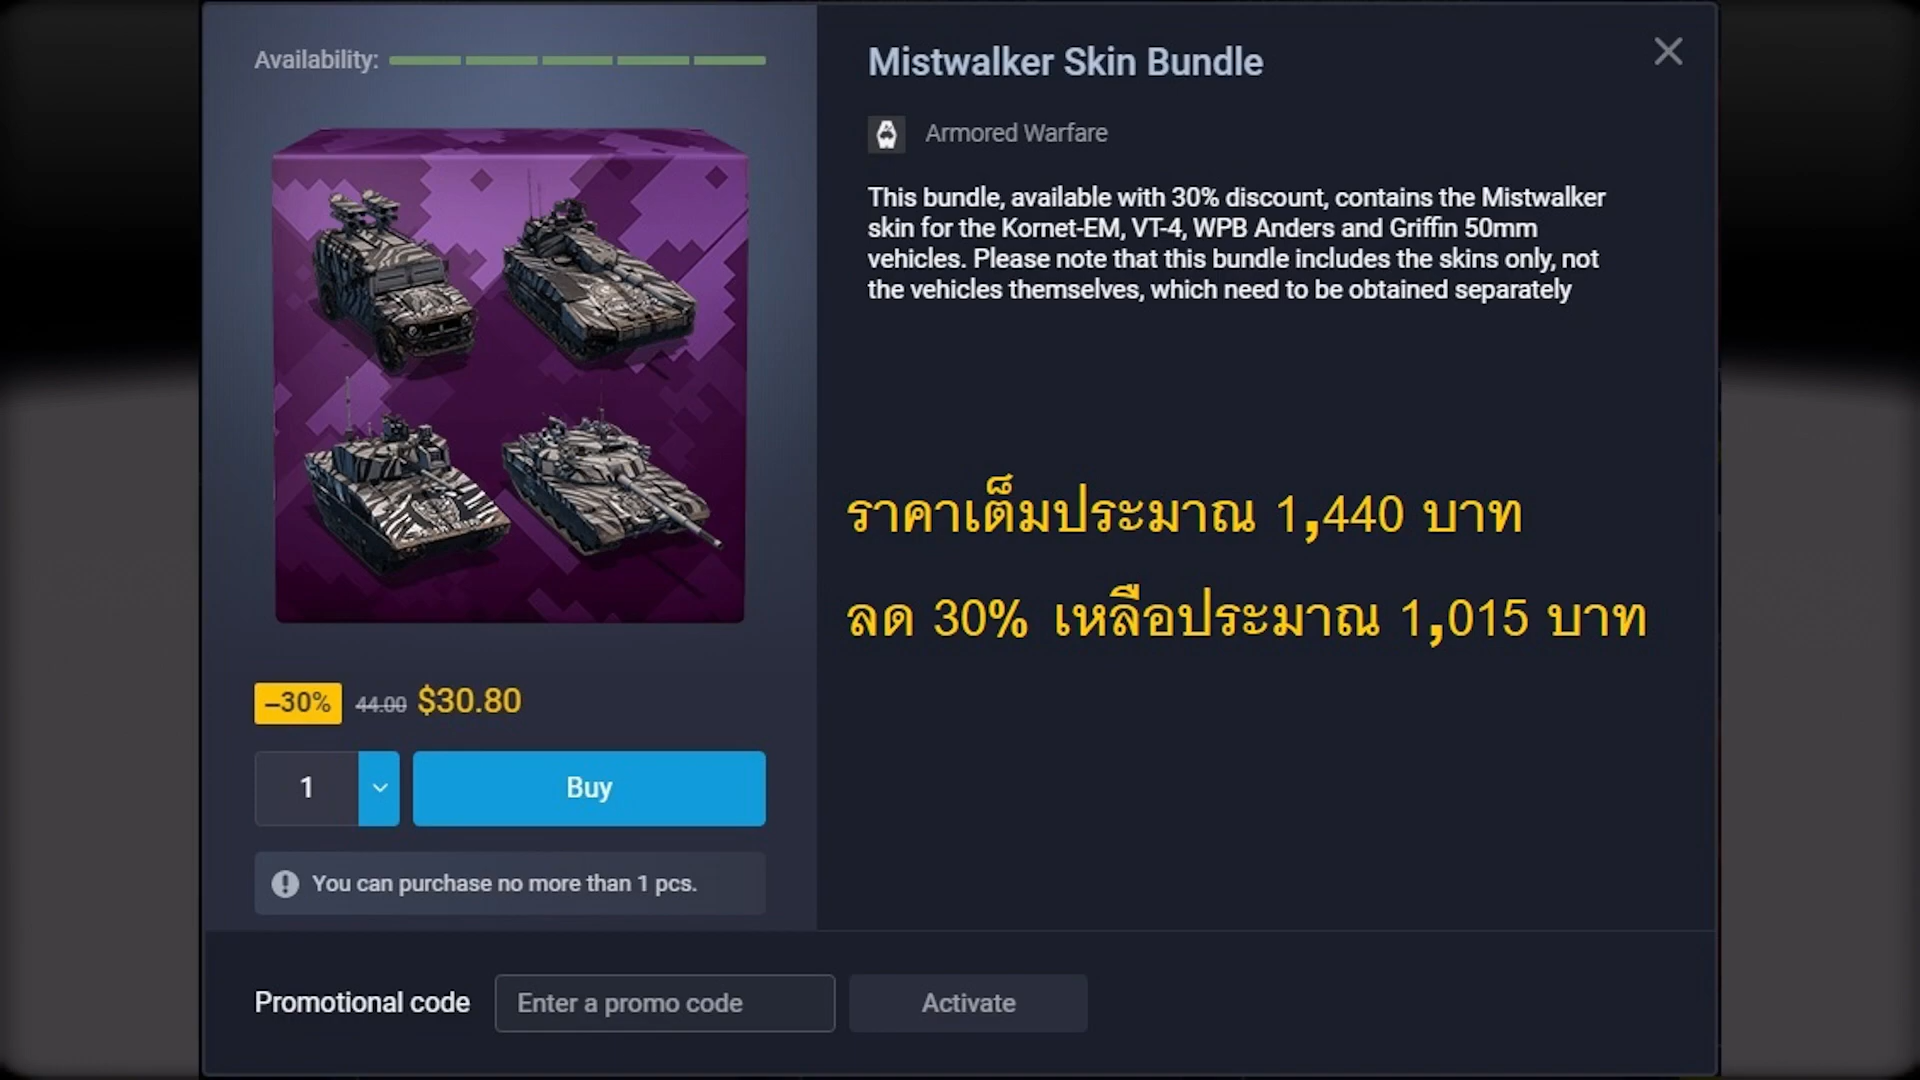 Availability:
Mistwalker Skin Bundle
Armored Warfare
This bundle, available with 30% discount, contains the Mistwalker
skin for the Kornet-EM, VT-4, WPB Anders and Griffin 50mm
vehicles. Please note that this bundle includes the skins only, not
the vehicles themselves, which need to be obtained separately
ราคาเต็มประมาณ 1,440 บาท
ลด 30% เหลือประมาณ 1,015 บาท
–30% 44.00 $30.80
1 Buy
You can purchase no more than 1 pcs.
Promotional code Enter a promo code Activate